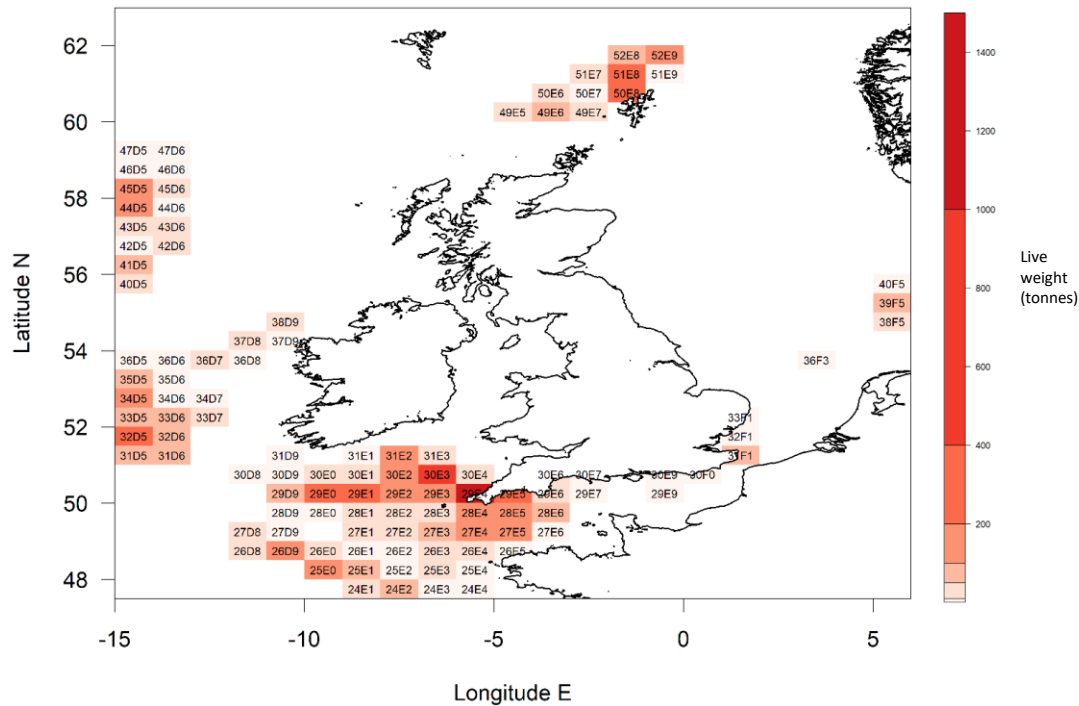 62
60
58
56
54
52
50
48
Latitude N
-15
-10
-5
0
5
Longitude E
52E8 52E9
51E7 51E8 51E9
50E6 50E7 50E8
49E5 49E6 49E7
47D5 47D6
46D5 46D6
45D5 45D6
44D5 44D6
43D5 43D6
42D5 42D6
41D5
40D5 40F5
39F5
38D9 38F5
37D8 37D9
36D5 36D6 36D7 36D8 36F3
35D5 35D6
34D5 34D6 34D7
33D5 33D6 33D7 33F1
32D5 32D6 32F1
31D5 31D6 31D9 31E1 31E2 31E3 31F1
30D8 30D9 30E0 30E1 30E2 30E3 30E4 30E6 30E7 30E9 30F0
29D9 29E0 29E1 29E2 29E3 29E4 29E5 29E6 29E7 29E9
28D9 28E0 28E1 28E2 28E3 28E4 28E5 28E6
27D8 27D9 27E1 27E2 27E3 27E4 27E5 27E6
26D8 26D9 26E0 26E1 26E2 26E3 26E4 26E5
25E0 25E1 25E2 25E3 25E4
24E1 24E2 24E3 24E4
1400
1200
1000
800
600
400
200
0
Live
weight
(tonnes)